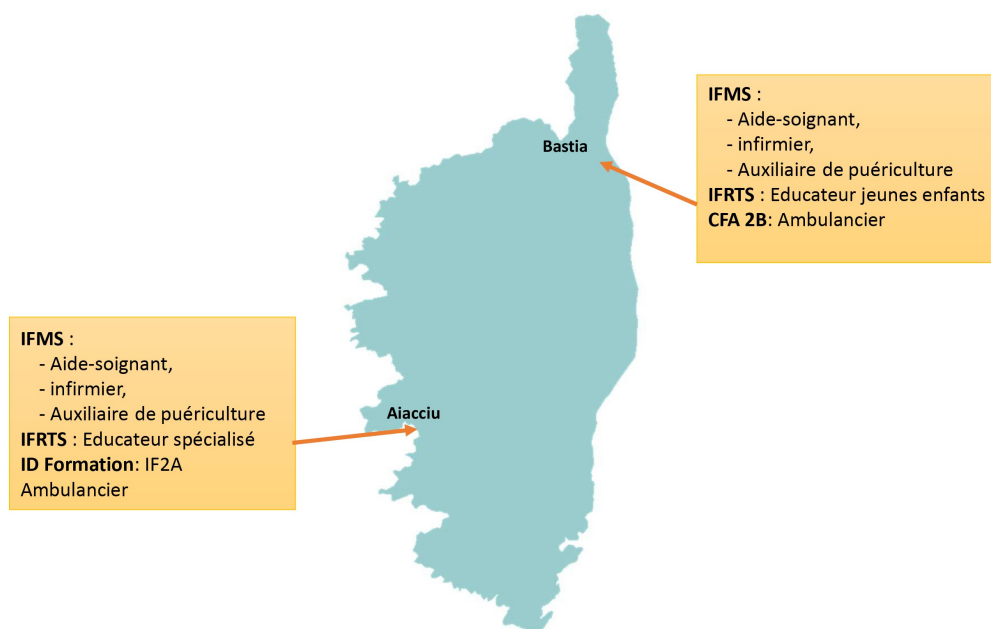 Bastia
IFMS :
- Aide-soignant,
- infirmier,
- Auxiliaire de puériculture
IFRTS : Educateur jeunes enfants
CFA 2B: Ambulancier
Aiacciu
IFMS :
- Aide-soignant,
- infirmier,
- Auxiliaire de puériculture
IFRTS : Educateur spécialisé
ID Formation: IF2A
Ambulancier